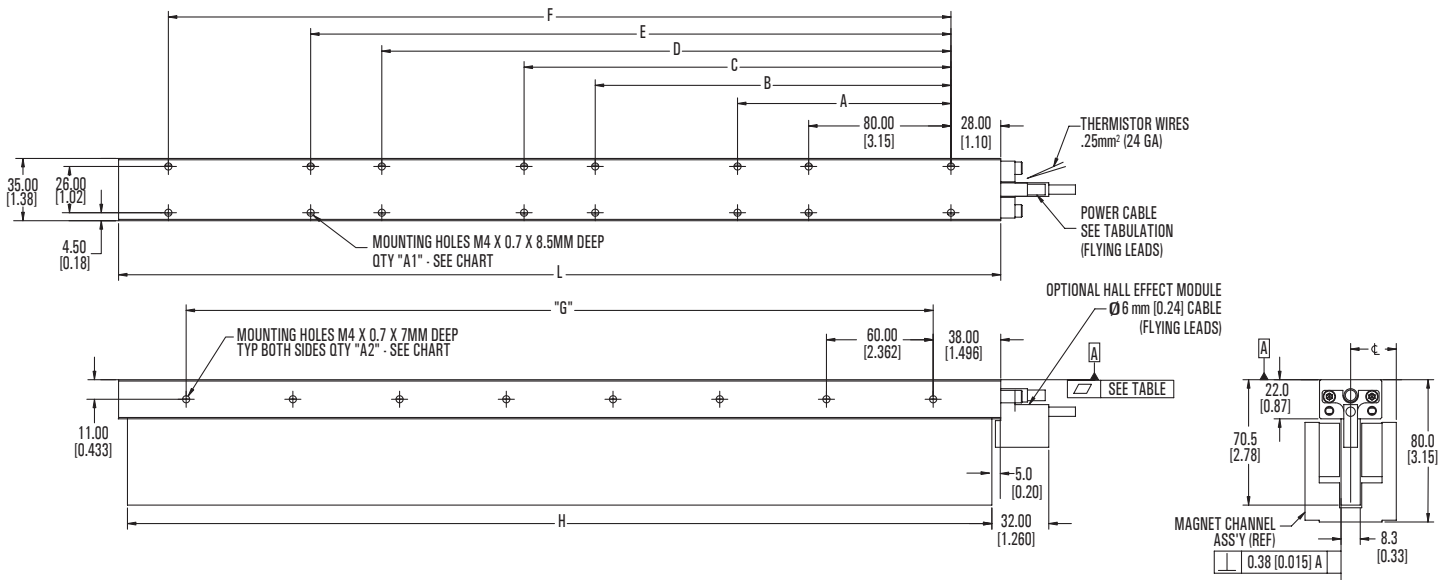 F
E
D
C
B
A
80.00
[3.15]
28.00
[1.10]
THERMISTOR WIRES
.25mm² (24 GA)
35.00
[1.38]
26.00
[1.02]
4.50
[0.18]
MOUNTING HOLES M4 X 0.7 X 8.5MM DEEP
QTY "A1" - SEE CHART
POWER CABLE
SEE TABULATION
(FLYING LEADS)
L
OPTIONAL HALL EFFECT MODULE
Ø 6 mm [0.24] CABLE
(FLYING LEADS)
"G"
MOUNTING HOLES M4 X 0.7 X 7MM DEEP
TYP BOTH SIDES QTY "A2" - SEE CHART
60.00
[2.362]
38.00
[1.496]
A
⏥ SEE TABLE
11.00
[0.433]
5.0
[0.20]
H
32.00
[1.260]
A
℄
22.0
[0.87]
70.5
[2.78]
80.0
[3.15]
MAGNET CHANNEL
ASS'Y (REF)
8.3
[0.33]
⊥ 0.38 [0.015] A